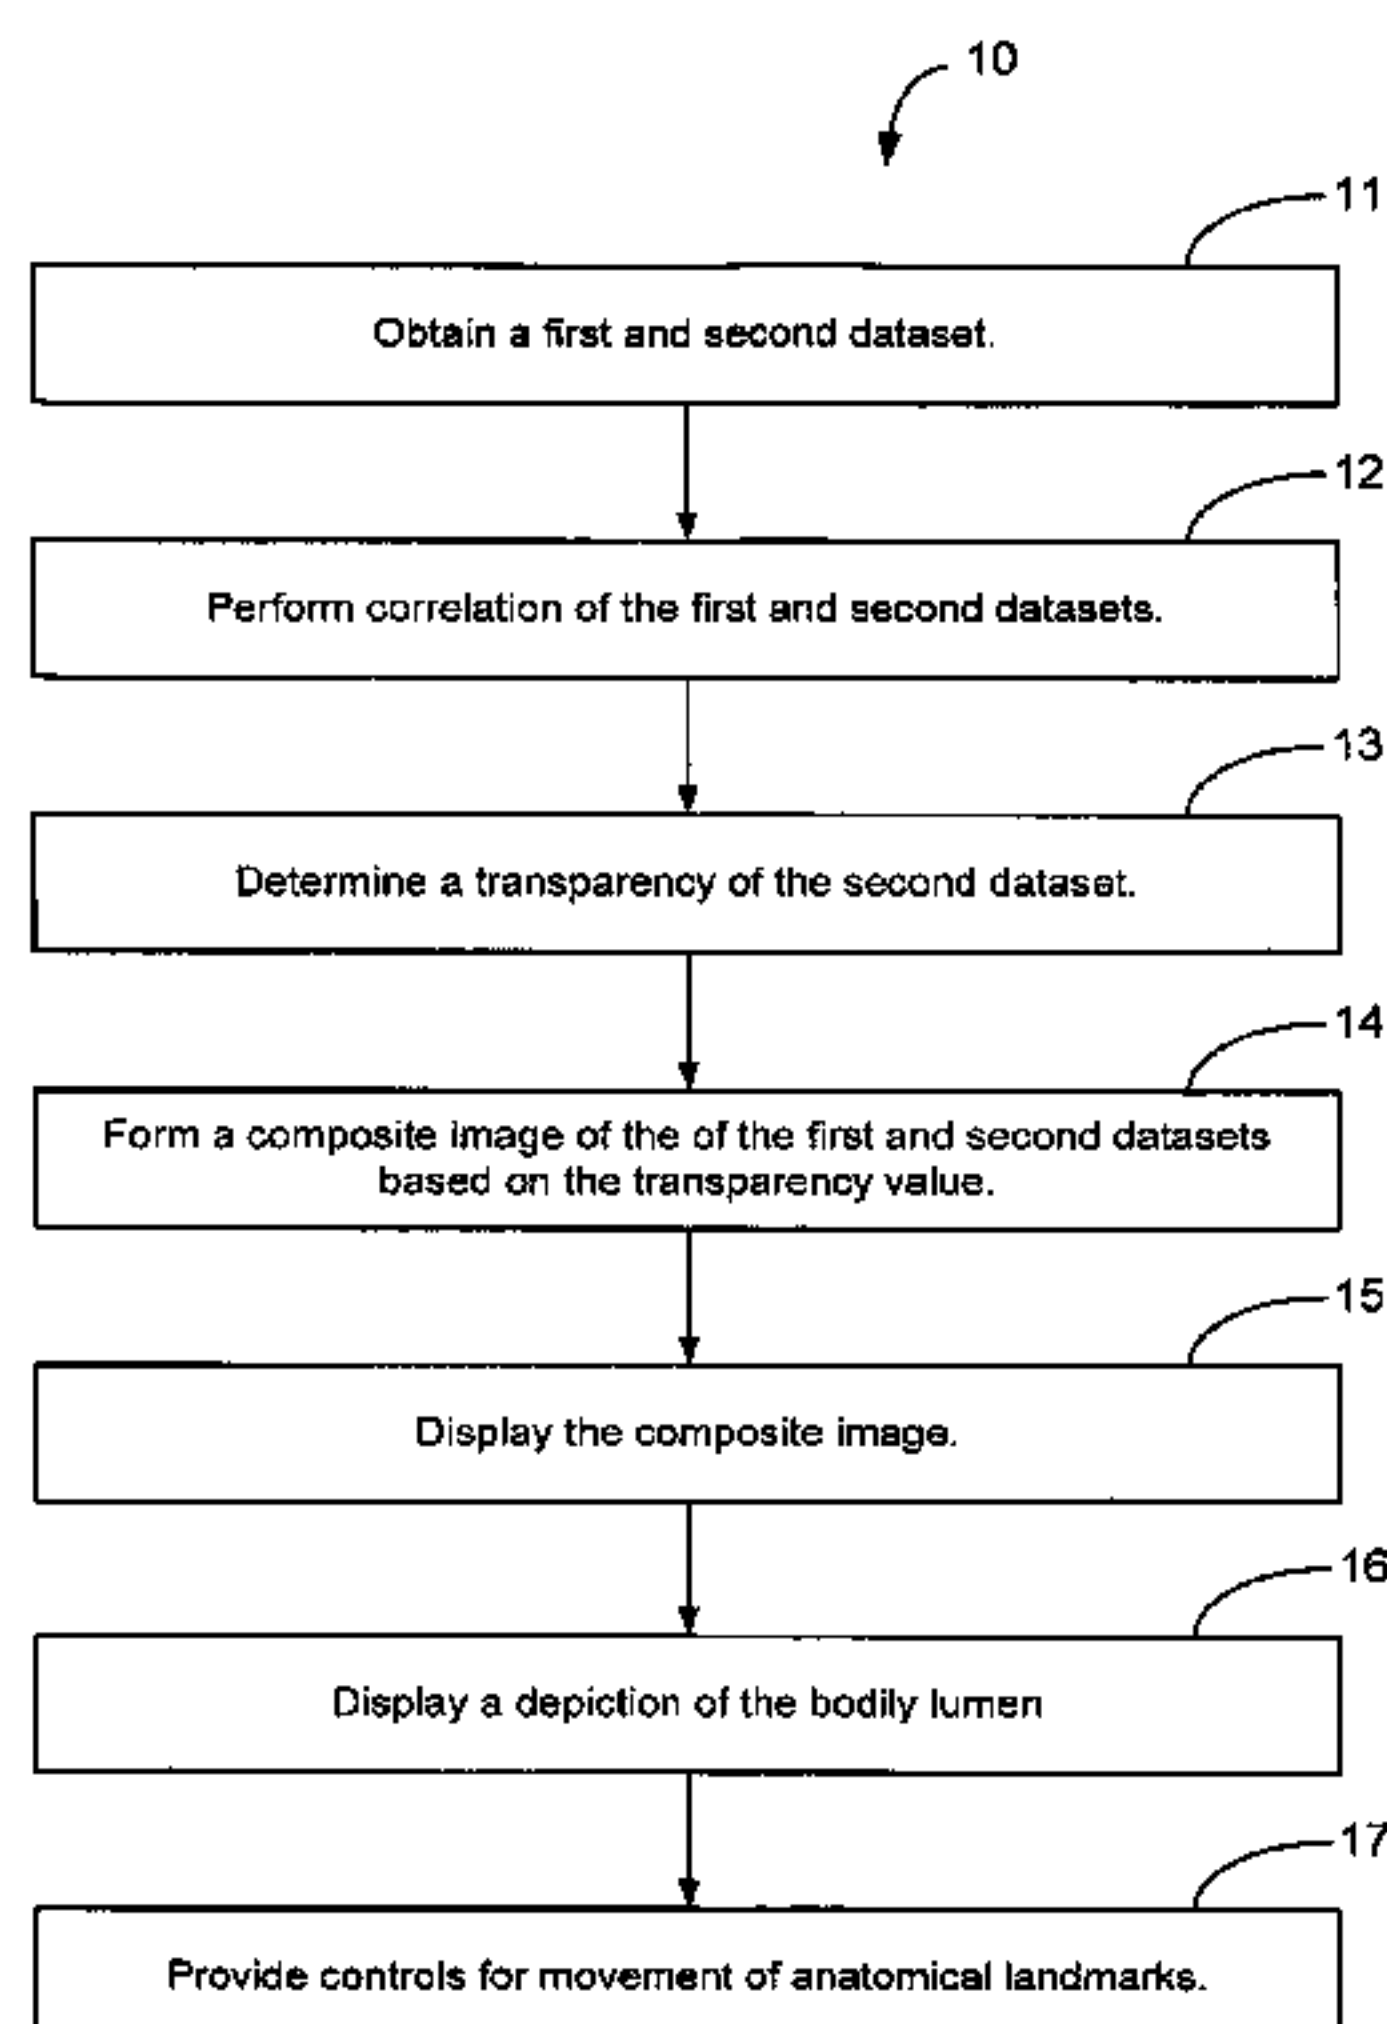 10
11
Obtain a first and second dataset.
12
Perform correlation of the first and second datasets.
13
Determine a transparency of the second dataset.
14
Form a composite image of the of the first and second datasets
based on the transparency value.
15
Display the composite image.
16
Display a depiction of the bodily lumen
17
Provide controls for movement of anatomical landmarks.